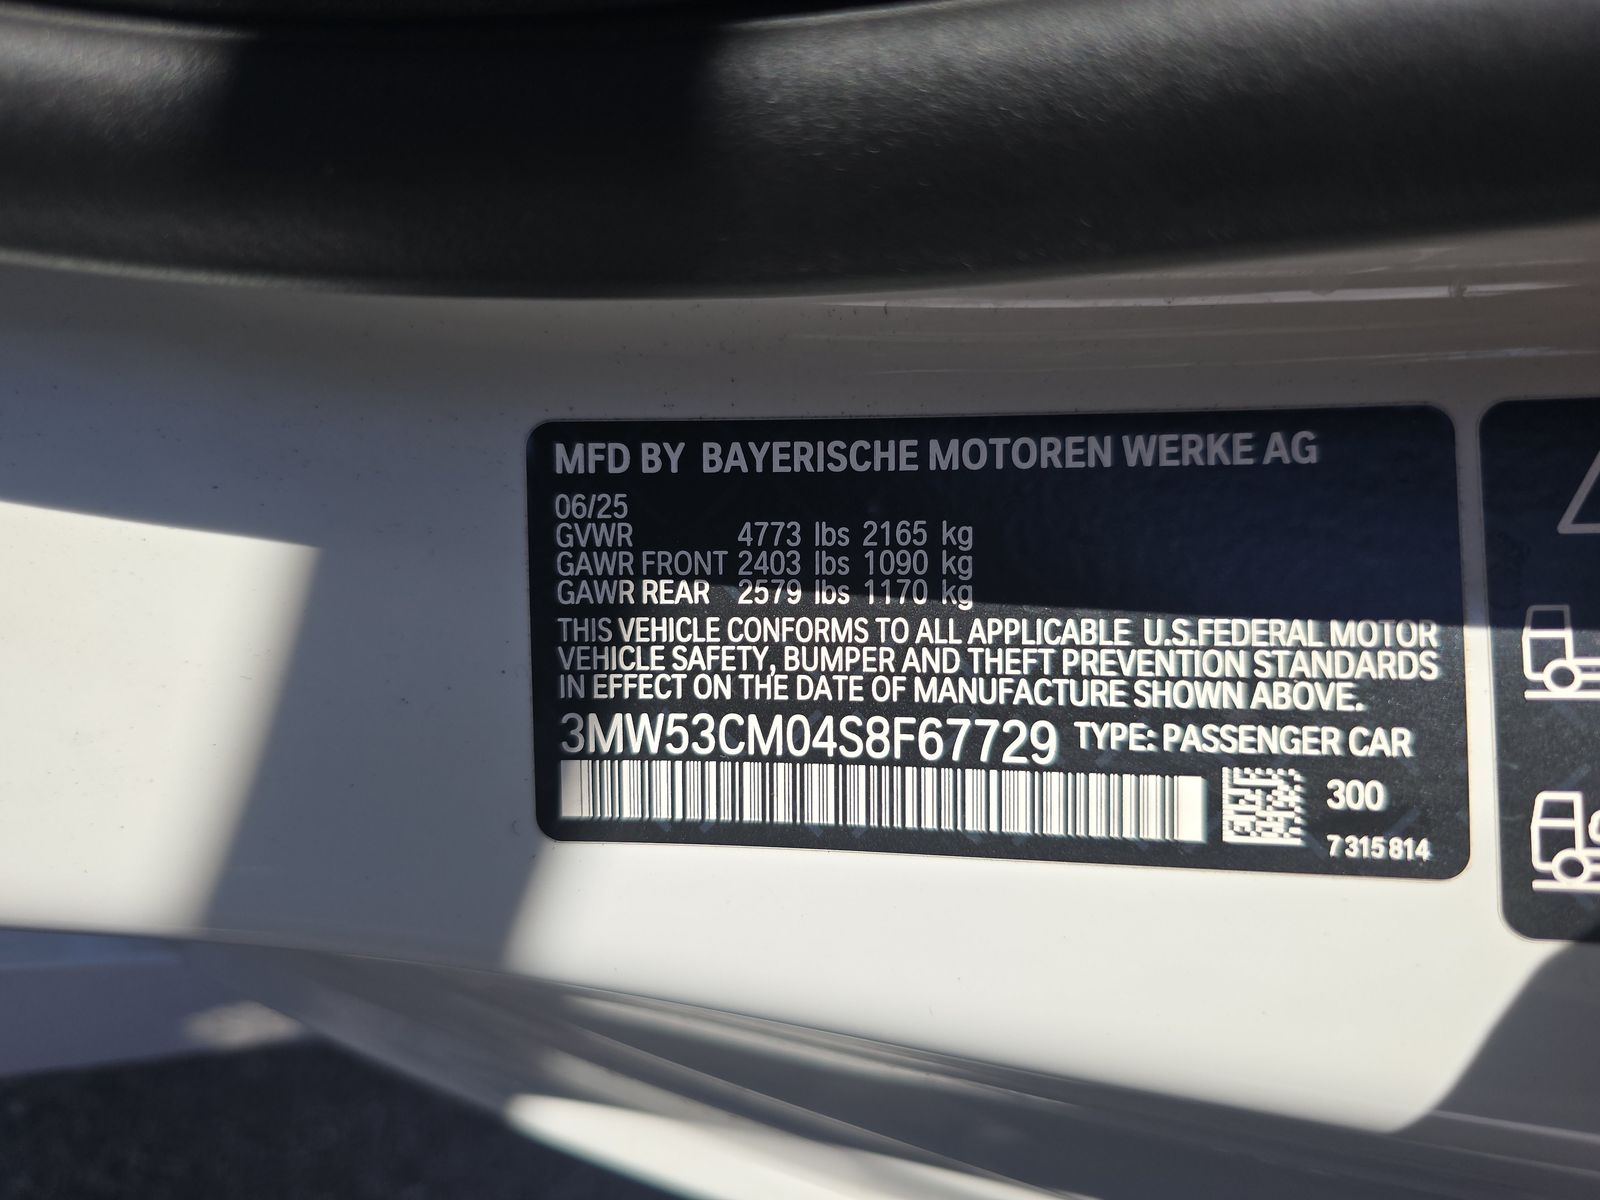 MFD BY BAYERISCHE MOTOREN WERKE AG
06/25
GVWR 4773 lbs 2165 kg
GAWR FRONT 2403 lbs 1090 kg
GAWR REAR 2579 lbs 1170 kg
THIS VEHICLE CONFORMS TO ALL APPLICABLE U.S.FEDERAL MOTOR
VEHICLE SAFETY, BUMPER AND THEFT PREVENTION STANDARDS
IN EFFECT ON THE DATE OF MANUFACTURE SHOWN ABOVE.
3MW53CM04S8F67729 TYPE: PASSENGER CAR
300
7 315 814